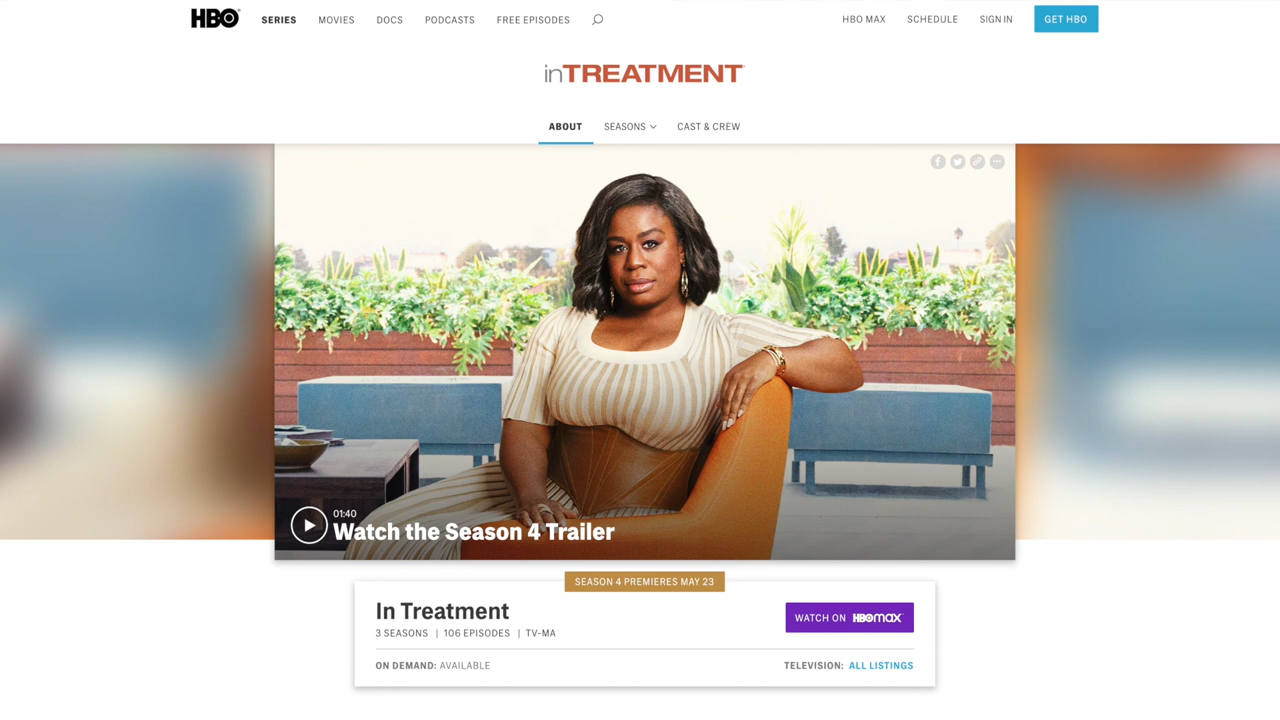 HBO
SERIES
MOVIES
DOCS
PODCASTS
FREE EPISODES
HBO MAX
SCHEDULE
SIGN IN
GET HBO
inTREATMENT
ABOUT
SEASONS
CAST & CREW
01:40
Watch the Season 4 Trailer
SEASON 4 PREMIERES MAY 23
In Treatment
3 SEASONS | 106 EPISODES | TV-MA
WATCH ON HBOMAX
ON DEMAND: AVAILABLE
TELEVISION: ALL LISTINGS